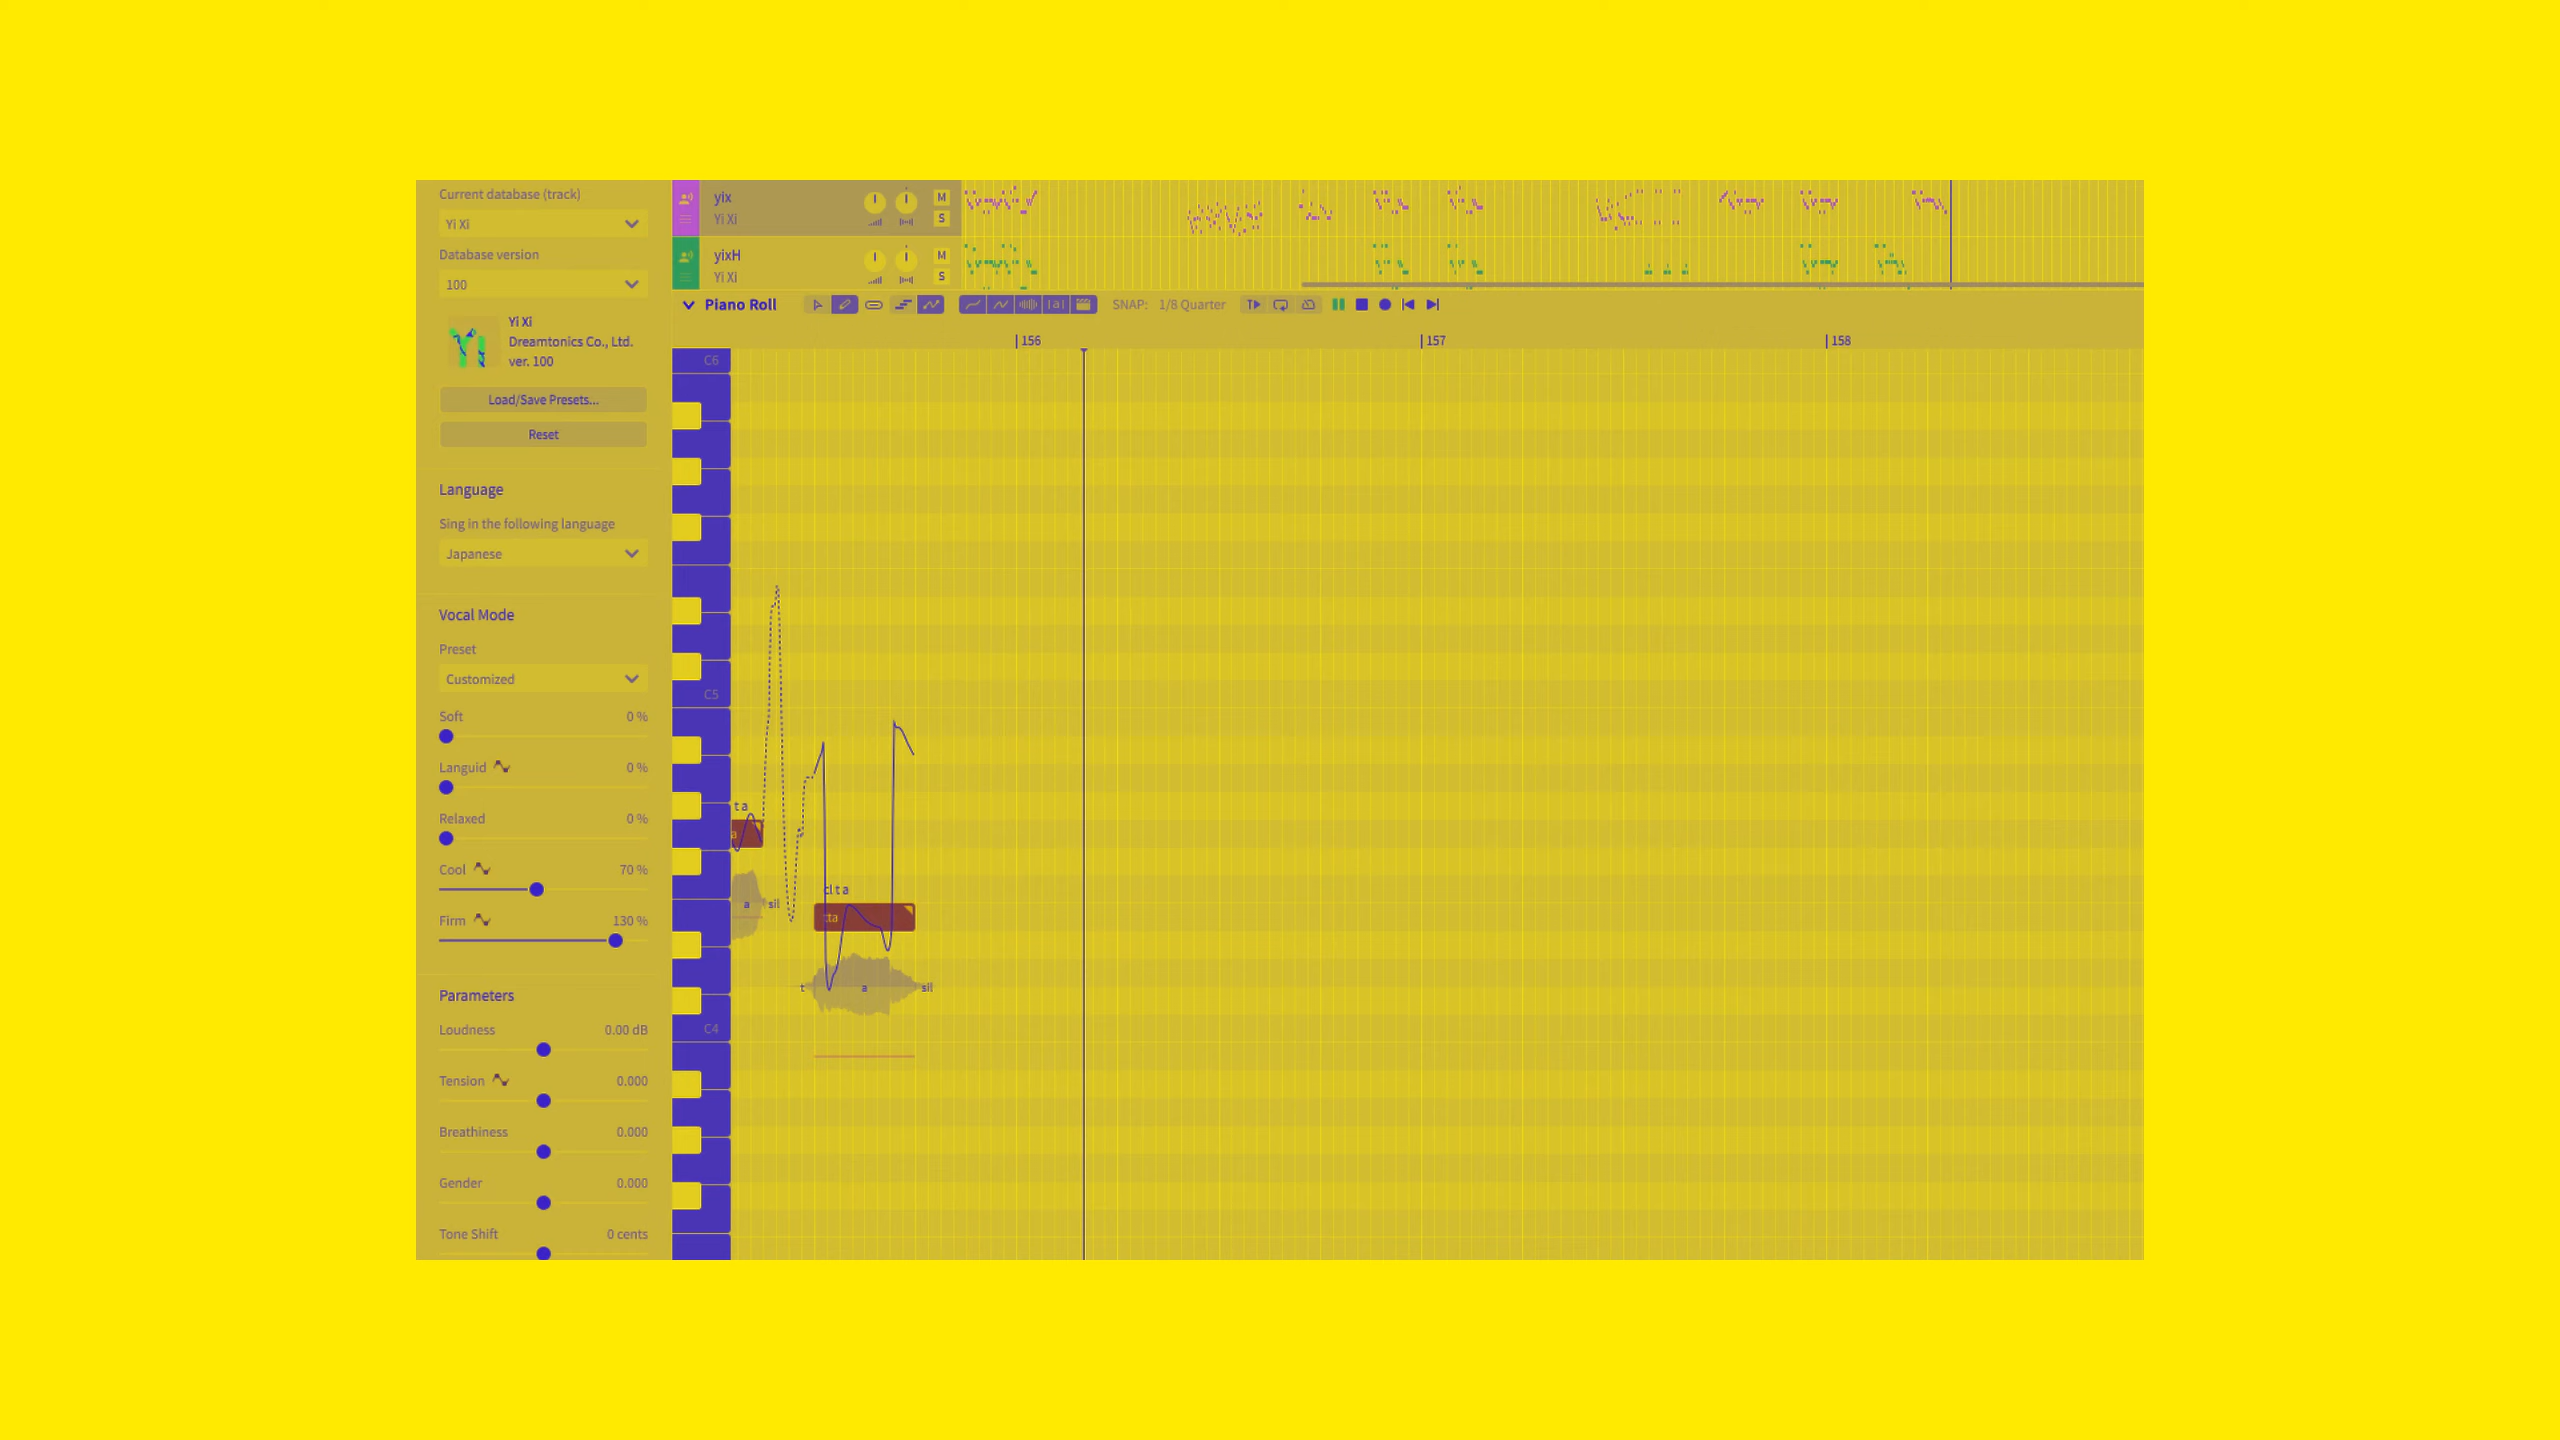 Current database (track)
Yi Xi
Database version
100
Yi Xi
Dreamtonics Co., Ltd.
ver. 100
Load/Save Presets...
Reset
Language
Sing in the following language
Japanese
Vocal Mode
Preset
Customized
Soft 0 %
Languid 0 %
Relaxed 0 %
Cool 70 %
Firm 130 %
Parameters
Loudness 0.00 dB
Tension 0.000
Breathiness 0.000
Gender 0.000
Tone Shift 0 cents
yix M
Yi Xi S
yixH M
Yi Xi S
Piano Roll SNAP: 1/8 Quarter
156 157 158
C6
C5
t a
a
a sil
cl t a
t a sil
C4